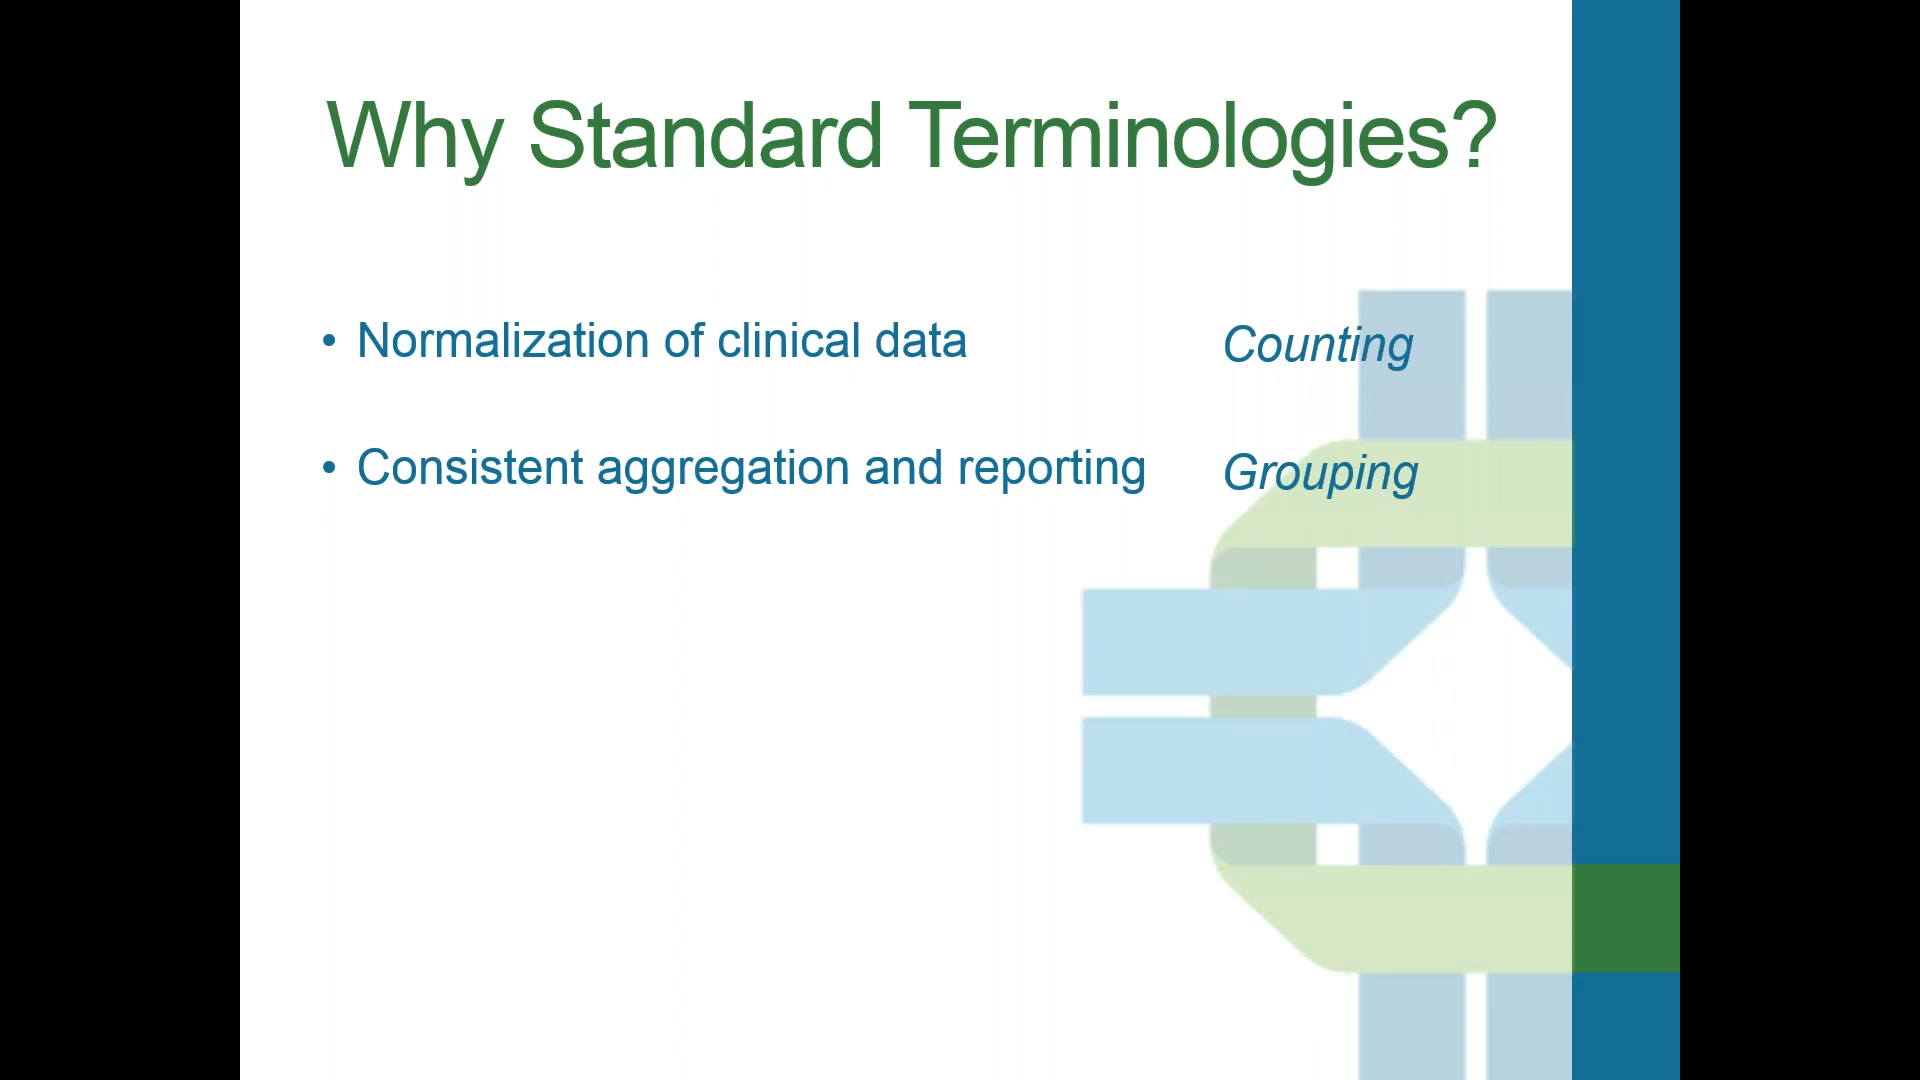 Why Standard Terminologies?
• Normalization of clinical data Counting
• Consistent aggregation and reporting Grouping